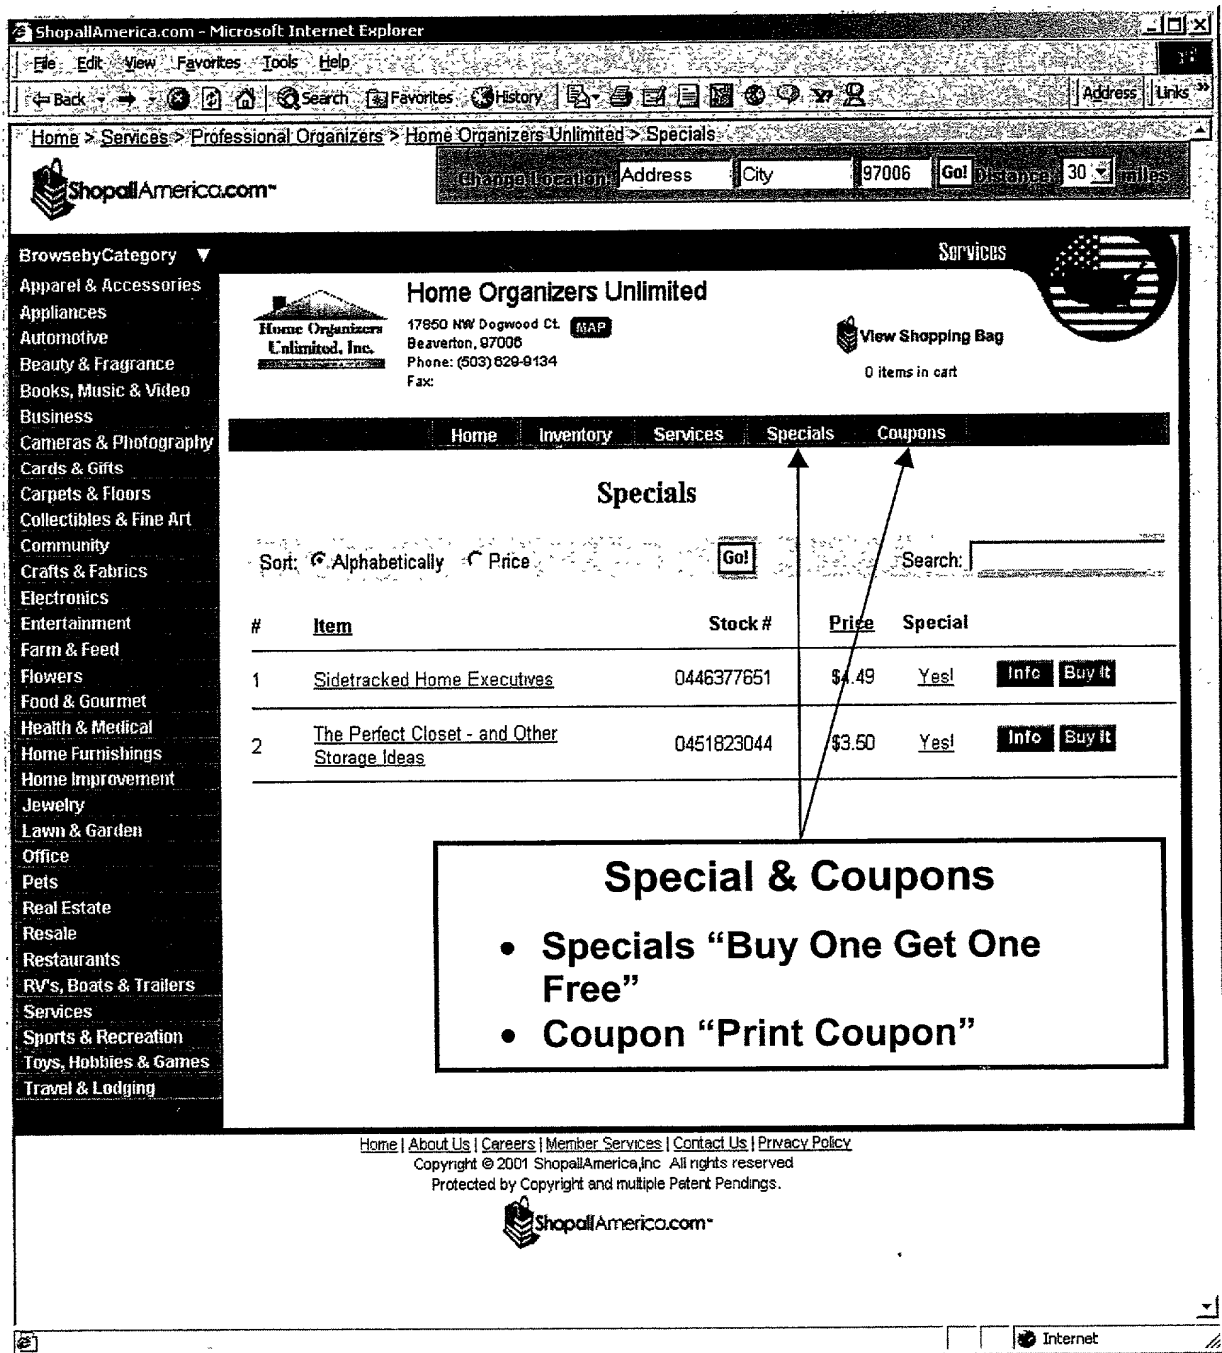 ShopallAmerica.com - Microsoft Internet Explorer
File Edit View Favorites Tools Help
Back Search Favorites History Address Links »
Home > Services > Professional Organizers > Home Organizers Unlimited > Specials
ShopallAmerica.com
Change Location: Address City 97006 Go! Distance: 30 miles
BrowsebyCategory ▼ Services
Apparel & Accessories
Appliances
Automotive
Beauty & Fragrance
Books, Music & Video
Business
Cameras & Photography
Cards & Gifts
Carpets & Floors
Collectibles & Fine Art
Community
Crafts & Fabrics
Electronics
Entertainment
Farm & Feed
Flowers
Food & Gourmet
Health & Medical
Home Furnishings
Home Improvement
Jewelry
Lawn & Garden
Office
Pets
Real Estate
Resale
Restaurants
RV's, Boats & Trailers
Services
Sports & Recreation
Toys, Hobbies & Games
Travel & Lodging
Home Organizers
Unlimited, Inc.
Home Organizers Unlimited
17850 NW Dogwood Ct. MAP
Beaverton, 97006
Phone: (503) 629-9134
Fax:
View Shopping Bag
0 items in cart
Home Inventory Services Specials Coupons
Specials
Sort: Alphabetically Price Go! Search:
# Item Stock # Price Special
1 Sidetracked Home Executives 0446377651 $4.49 Yes! Info Buy It
2 The Perfect Closet - and Other
Storage Ideas 0451823044 $3.50 Yes! Info Buy It
Special & Coupons
• Specials “Buy One Get One
Free”
• Coupon “Print Coupon”
Home | About Us | Careers | Member Services | Contact Us | Privacy Policy
Copyright © 2001 ShopallAmerica,inc All rights reserved
Protected by Copyright and multiple Patent Pendings.
ShopallAmerica.com
Internet